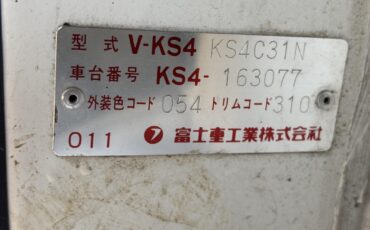 型式 V-KS4 KS4C31N
車台番号 KS4-163077
外装色コード 054 トリムコード 310
011 フ 富士重工業株式会社